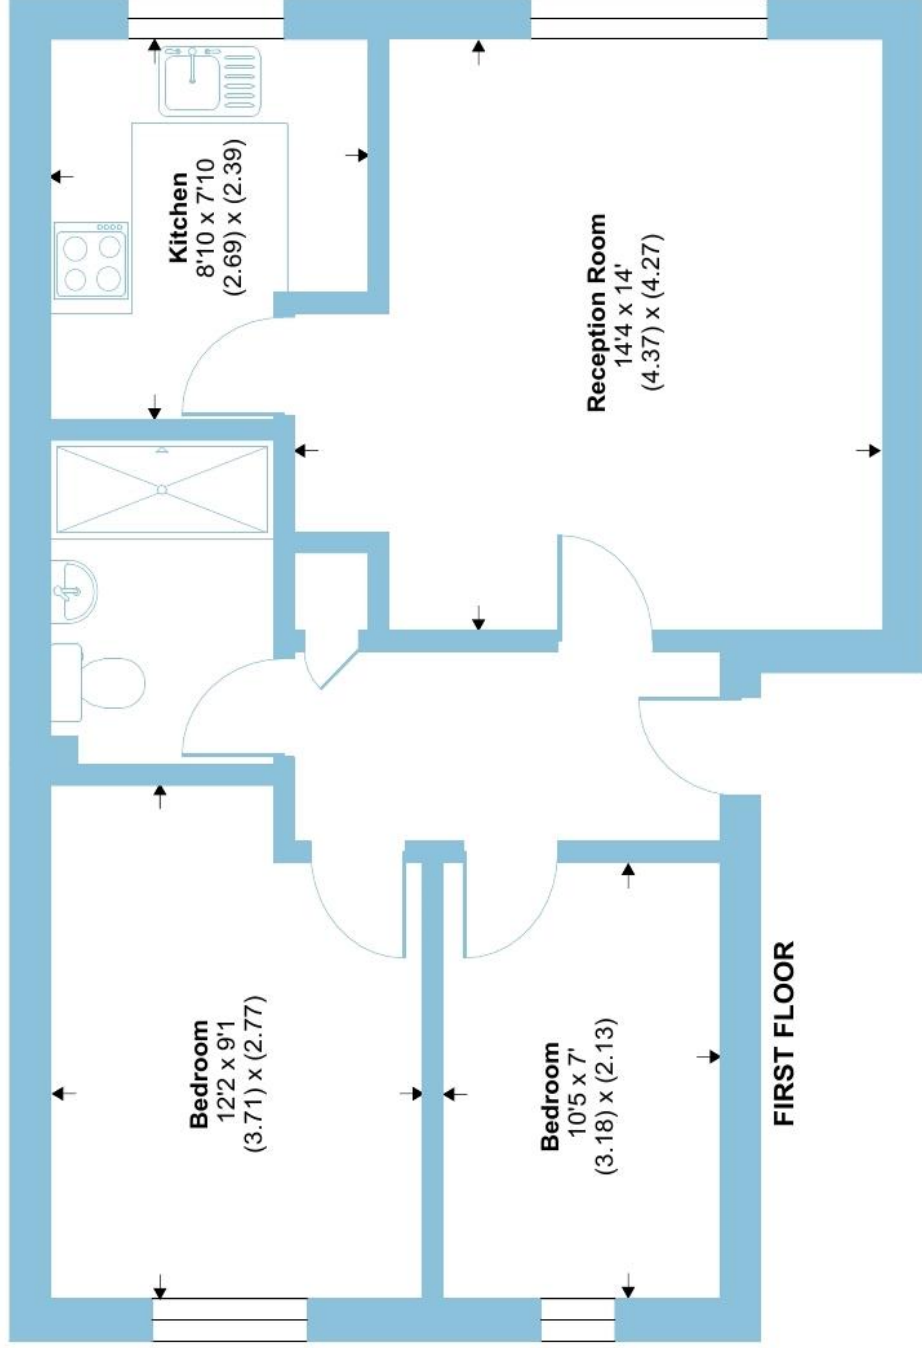 Kitchen
8'10 x 7'10
(2.69) x (2.39)
Reception Room
14'4 x 14'
(4.37) x (4.27)
Bedroom
12'2 x 9'1
(3.71) x (2.77)
Bedroom
10'5 x 7'
(3.18) x (2.13)
FIRST FLOOR